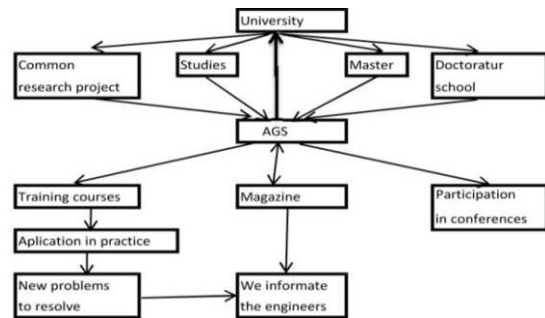 University
Common
research project
Studies
Master
Doctoratur
school
AGS
Training courses
Magazine
Participation
in conferences
Aplication in practice
New problems
to resolve
We informate
the engineers